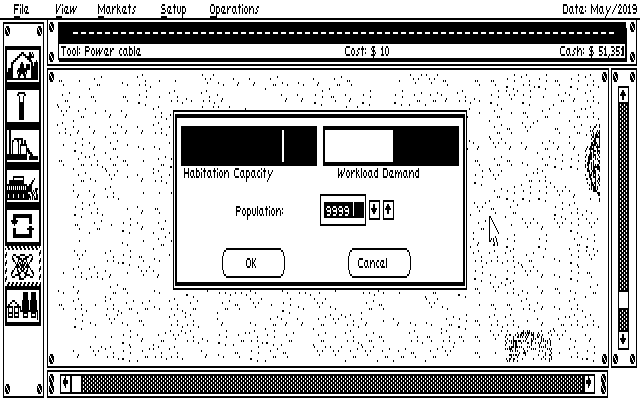 File View Markets Setup Operations Date: May/2019
Tool: Power cable Cost: $ 10 Cash: $ 51,351
Habitation Capacity Workload Demand
Population: 9999
OK Cancel